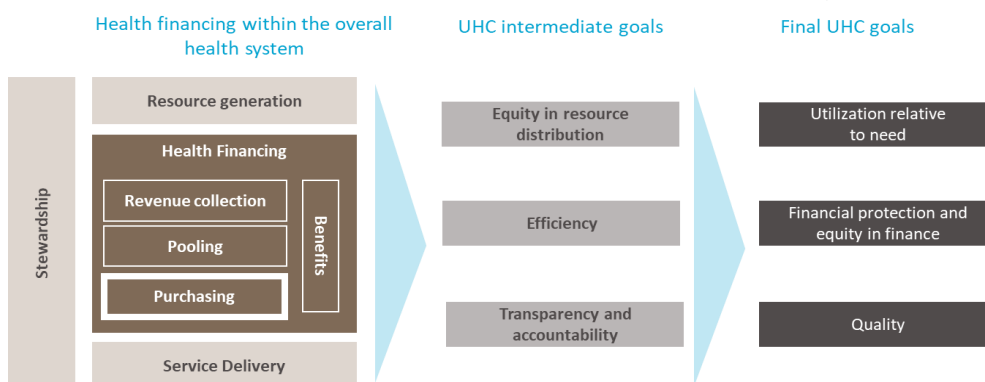 Health financing within the overall
health system
UHC intermediate goals
Final UHC goals
Stewardship
Resource generation
Health Financing
Revenue collection
Pooling
Purchasing
Benefits
Service Delivery
Equity in resource
distribution
Efficiency
Transparency and
accountability
Utilization relative
to need
Financial protection and
equity in finance
Quality